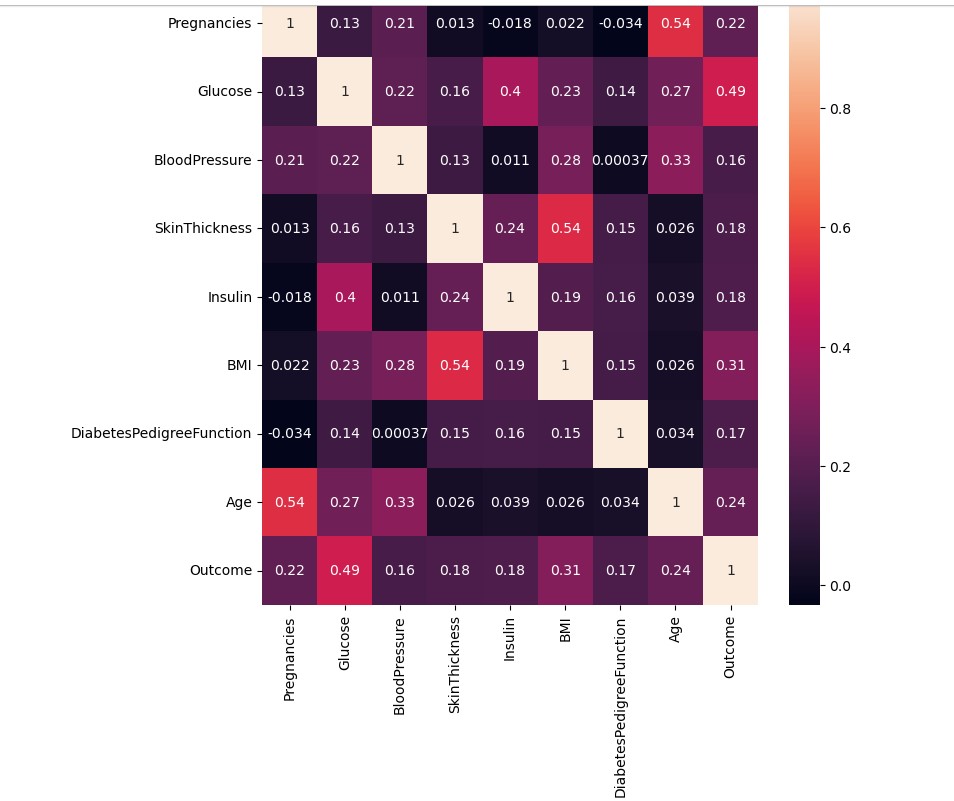 Pregnancies 1 0.13 0.21 0.013 -0.018 0.022 -0.034 0.54 0.22
Glucose 0.13 1 0.22 0.16 0.4 0.23 0.14 0.27 0.49 0.8
BloodPressure 0.21 0.22 1 0.13 0.011 0.28 0.00037 0.33 0.16
SkinThickness 0.013 0.16 0.13 1 0.24 0.54 0.15 0.026 0.18 0.6
Insulin -0.018 0.4 0.011 0.24 1 0.19 0.16 0.039 0.18
BMI 0.022 0.23 0.28 0.54 0.19 1 0.15 0.026 0.31 0.4
DiabetesPedigreeFunction -0.034 0.14 0.00037 0.15 0.16 0.15 1 0.034 0.17 0.2
Age 0.54 0.27 0.33 0.026 0.039 0.026 0.034 1 0.24
Outcome 0.22 0.49 0.16 0.18 0.18 0.31 0.17 0.24 1 0.0
Pregnancies
Glucose
BloodPressure
SkinThickness
Insulin
BMI
DiabetesPedigreeFunction
Age
Outcome